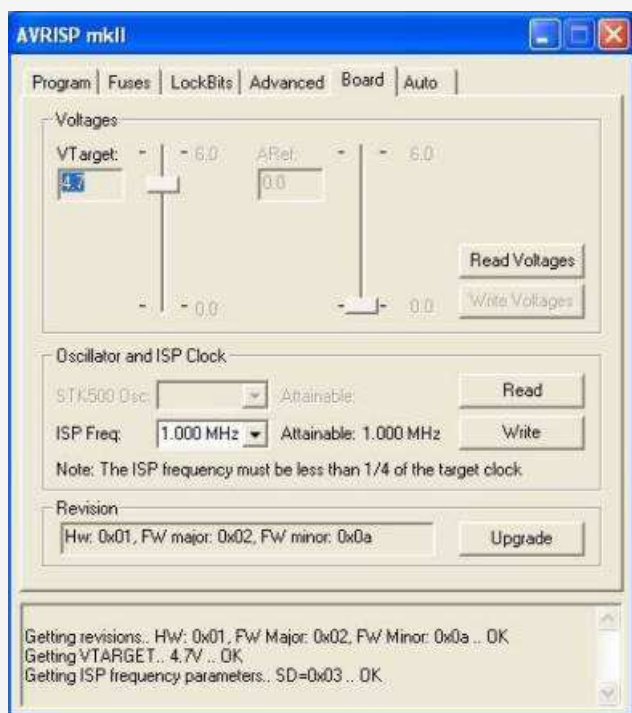 AVRISP mkII
Program Fuses LockBits Advanced Board Auto
Voltages
VTarget: 6.0 ARef: 6.0
4.7 0.0
Read Voltages
0.0 0.0 Write Voltages
Oscillator and ISP Clock
STK500 Osc: Attainable: Read
ISP Freq: 1.000 MHz Attainable: 1.000 MHz Write
Note: The ISP frequency must be less than 1/4 of the target clock
Revision
Hw: 0x01, FW major: 0x02, FW minor: 0x0a Upgrade
Getting revisions.. HW: 0x01, FW Major: 0x02, FW Minor: 0x0a .. OK
Getting VTARGET.. 4.7V .. OK
Getting ISP frequency parameters.. SD=0x03 .. OK